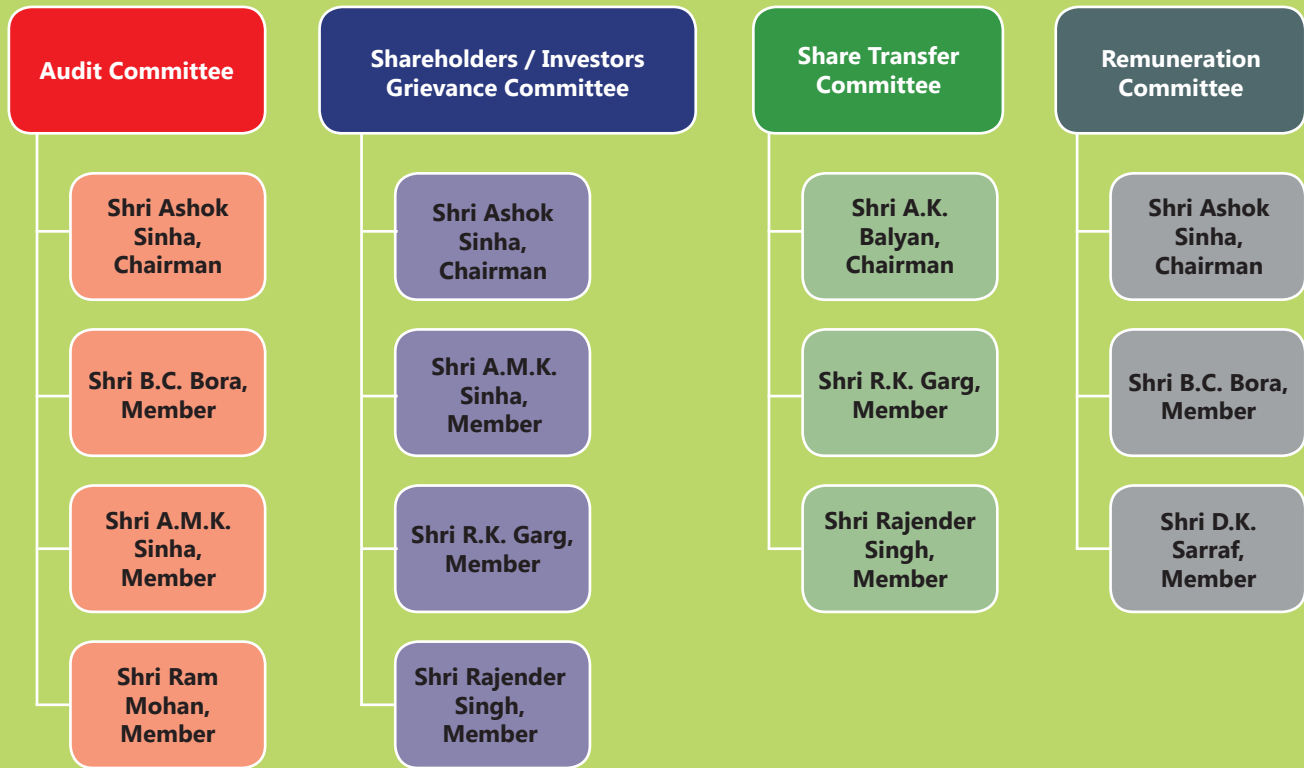 Audit Committee
Shri Ashok
Sinha,
Chairman
Shri B.C. Bora,
Member
Shri A.M.K.
Sinha,
Member
Shri Ram
Mohan,
Member
Shareholders / Investors
Grievance Committee
Shri Ashok
Sinha,
Chairman
Shri A.M.K.
Sinha,
Member
Shri R.K. Garg,
Member
Shri Rajender
Singh,
Member
Share Transfer
Committee
Shri A.K.
Balyan,
Chairman
Shri R.K. Garg,
Member
Shri Rajender
Singh,
Member
Remuneration
Committee
Shri Ashok
Sinha,
Chairman
Shri B.C. Bora,
Member
Shri D.K.
Sarraf,
Member